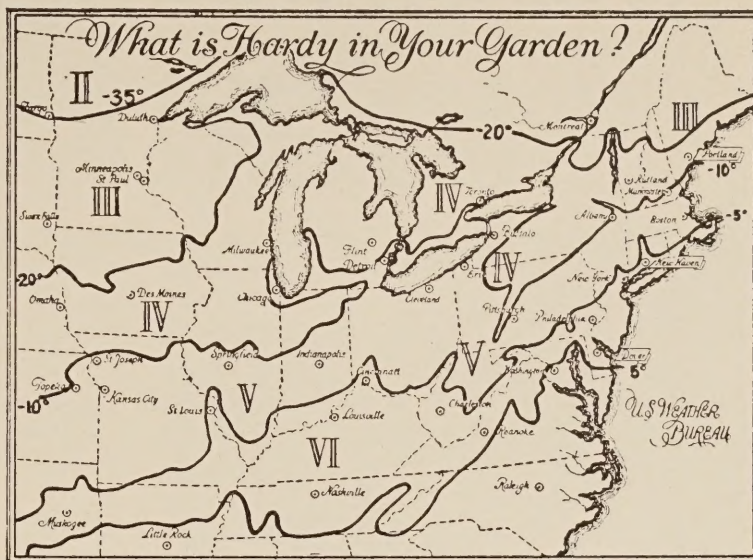 What is Hardy in Your Garden?
II
-35°
Fargo
Duluth
-20°
Montreal
III
Portland
-10°
Minneapolis
St Paul
III
Rutland
IV
Toronto
Sioux Falls
Albany
Boston
-5°
Buffalo
Milwaukee
Flint
Detroit
Erie
IV
New Haven
-20°
Omaha
Des Moines
Chicago
Cleveland
New York
IV
Pittsburgh
Philadelphia
St Joseph
Springfield
Indianapolis
V
Dover
Washington
5°
Topeka
Cincinnati
-10°
Kansas City
V
St Louis
Louisville
Charleston
U.S. WEATHER
BUREAU
Roanoke
VI
Nashville
Raleigh
Muskogee
Little Rock